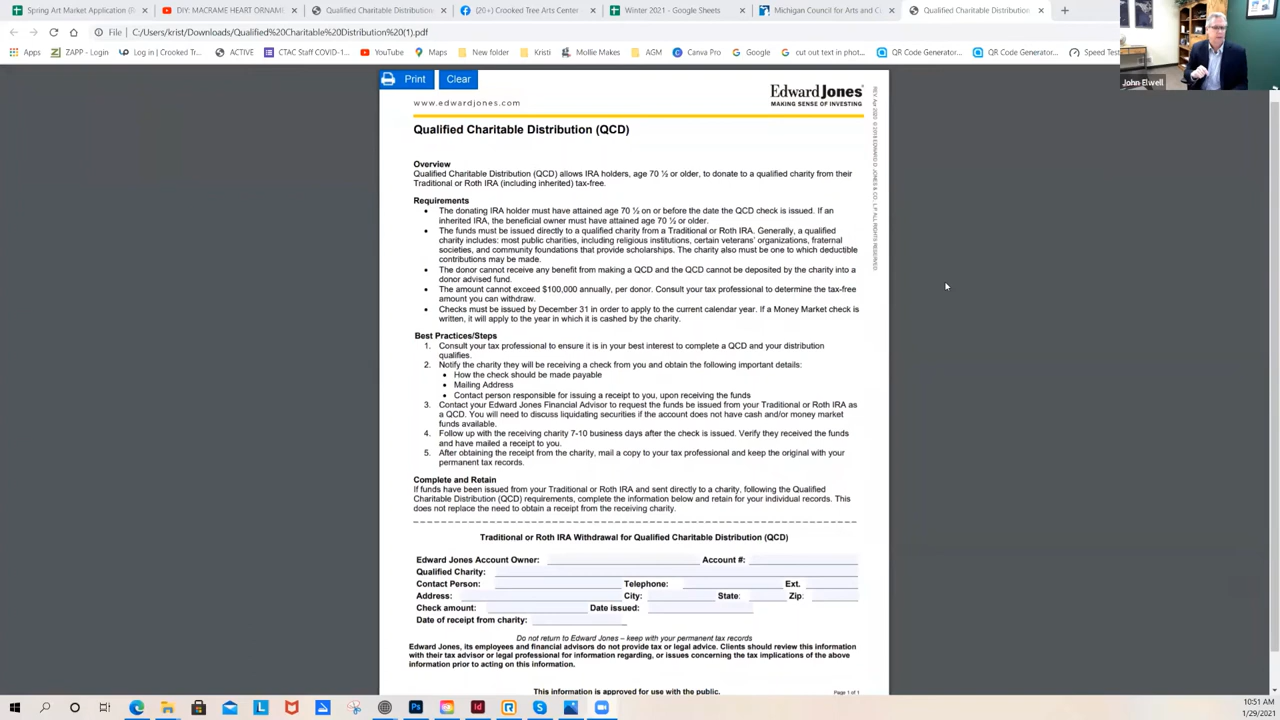 Spring Art Market Application (R
DIY: MACRAME HEART ORNAM
Qualified Charitable Distribution
(20+) Crooked Tree Arts Center
Winter 2021 - Google Sheets
Michigan Council for Arts and C
Qualified Charitable Distribution
File | C:/Users/krist/Downloads/Qualified%20Charitable%20Distribution%20(1).pdf
Apps
ZAPP - Login
Log in | Crooked Tr...
ACTIVE
CTAC Staff COVID-1...
YouTube
Maps
New folder
Kristi
Mollie Makes
AGM
Canva Pro
Google
cut out text in phot...
QR Code Generator...
QR Code Generator...
Speed Test
John Elwell
Print
Clear
www.edwardjones.com
Edward Jones
MAKING SENSE OF INVESTING
REV Apr 2020 © 2018 EDWARD D. JONES & CO., L.P. ALL RIGHTS RESERVED
Qualified Charitable Distribution (QCD)
Overview
Qualified Charitable Distribution (QCD) allows IRA holders, age 70 ½ or older, to donate to a qualified charity from their
Traditional or Roth IRA (including inherited) tax-free.
Requirements
• The donating IRA holder must have attained age 70 ½ on or before the date the QCD check is issued. If an
inherited IRA, the beneficial owner must have attained age 70 ½ or older.
• The funds must be issued directly to a qualified charity from a Traditional or Roth IRA. Generally, a qualified
charity includes: most public charities, including religious institutions, certain veterans' organizations, fraternal
societies, and community foundations that provide scholarships. The charity also must be one to which deductible
contributions may be made.
• The donor cannot receive any benefit from making a QCD and the QCD cannot be deposited by the charity into a
donor advised fund.
• The amount cannot exceed $100,000 annually, per donor. Consult your tax professional to determine the tax-free
amount you can withdraw.
• Checks must be issued by December 31 in order to apply to the current calendar year. If a Money Market check is
written, it will apply to the year in which it is cashed by the charity.
Best Practices/Steps
1. Consult your tax professional to ensure it is in your best interest to complete a QCD and your distribution
qualifies.
2. Notify the charity they will be receiving a check from you and obtain the following important details:
• How the check should be made payable
• Mailing Address
• Contact person responsible for issuing a receipt to you, upon receiving the funds
3. Contact your Edward Jones Financial Advisor to request the funds be issued from your Traditional or Roth IRA as
a QCD. You will need to discuss liquidating securities if the account does not have cash and/or money market
funds available.
4. Follow up with the receiving charity 7-10 business days after the check is issued. Verify they received the funds
and have mailed a receipt to you.
5. After obtaining the receipt from the charity, mail a copy to your tax professional and keep the original with your
permanent tax records.
Complete and Retain
If funds have been issued from your Traditional or Roth IRA and sent directly to a charity, following the Qualified
Charitable Distribution (QCD) requirements, complete the information below and retain for your individual records. This
does not replace the need to obtain a receipt from the receiving charity.
Traditional or Roth IRA Withdrawal for Qualified Charitable Distribution (QCD)
Edward Jones Account Owner: Account #:
Qualified Charity:
Contact Person: Telephone: Ext.
Address: City: State: Zip:
Check amount: Date issued:
Date of receipt from charity:
Do not return to Edward Jones – keep with your permanent tax records
Edward Jones, its employees and financial advisors do not provide tax or legal advice. Clients should review this information
with their tax advisor or legal professional for information regarding, or issues concerning the tax implications of the above
information prior to acting on this information.
This information is approved for use with the public.
Page 1 of 1
10:51 AM
1/29/2021